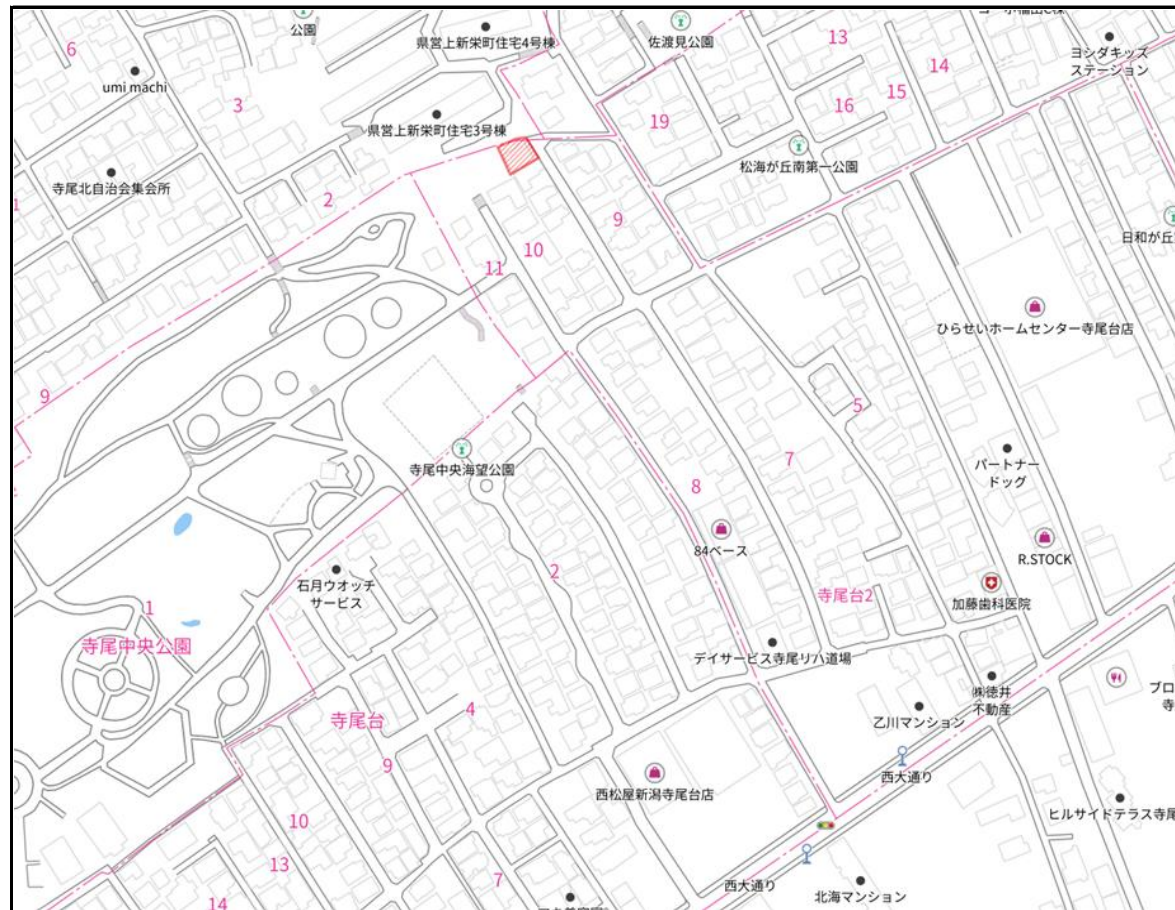 公園
県営上新栄町住宅4号棟
佐渡見公園
13
ヨシダキッズ
ステーション
6
umi machi
3
14
15
16
県営上新栄町住宅3号棟
19
松海が丘南第一公園
寺尾北自治会集会所
2
9
10
日和が丘
11
ひらせいホームセンター寺尾台店
9
5
寺尾中央海望公園
7
パートナー
ドッグ
8
84ベース
R.STOCK
石月ウオッチ
サービス
2
寺尾台2
加藤歯科医院
1
寺尾中央公園
デイサービス寺尾リハ道場
㈱徳井
不動産
ブロ
寺
寺尾台
4
乙川マンション
9
西大通り
西松屋新潟寺尾台店
ヒルサイドテラス寺尾
10
13
7
西大通り
北海マンション
14